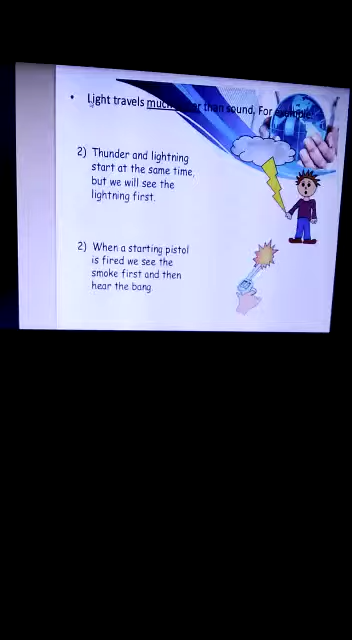 • Light travels much er than sound. For example
2) Thunder and lightning
start at the same time,
but we will see the
lightning first.
2) When a starting pistol
is fired we see the
smoke first and then
hear the bang